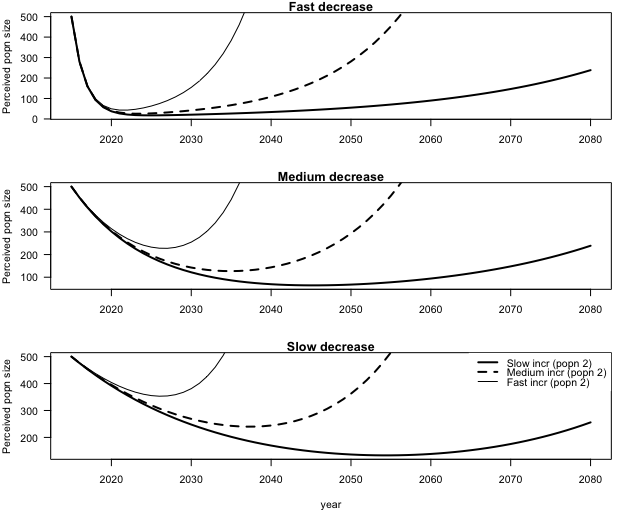 Fast decrease
Perceived popn size
500
400
300
200
100
0
2020 2030 2040 2050 2060 2070 2080
Medium decrease
Perceived popn size
500
400
300
200
100
2020 2030 2040 2050 2060 2070 2080
Slow decrease
Perceived popn size
500
400
300
200
Slow incr (popn 2)
Medium incr (popn 2)
Fast incr (popn 2)
2020 2030 2040 2050 2060 2070 2080
year